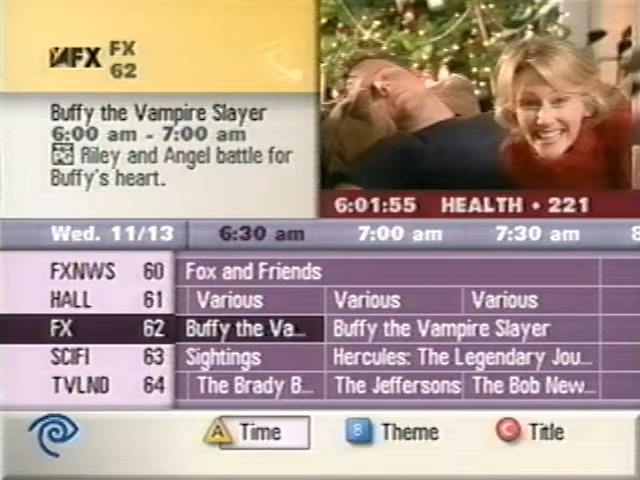 FX FX
62
Buffy the Vampire Slayer
6:00 am - 7:00 am
PG Riley and Angel battle for
Buffy's heart.
6:01:55 HEALTH • 221
Wed. 11/13 6:30 am 7:00 am 7:30 am 8
FXNWS 60 Fox and Friends
HALL 61 Various Various Various
FX 62 Buffy the Va... Buffy the Vampire Slayer
SCIFI 63 Sightings Hercules: The Legendary Jou...
TVLND 64 The Brady B... The Jeffersons The Bob New...
A Time B Theme C Title